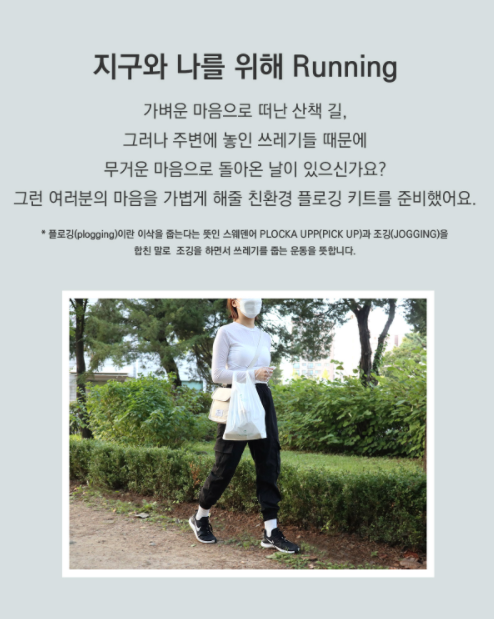 지구와 나를 위해 Running
가벼운 마음으로 떠난 산책 길,
그러나 주변에 놓인 쓰레기들 때문에
무거운 마음으로 돌아온 날이 있으신가요?
그런 여러분의 마음을 가볍게 해줄 친환경 플로깅 키트를 준비했어요.
* 플로깅(plogging)이란 이삭을 줍는다는 뜻인 스웨덴어 PLOCKA UPP(PICK UP)과 조깅(JOGGING)을
합친 말로 조깅을 하면서 쓰레기를 줍는 운동을 뜻합니다.